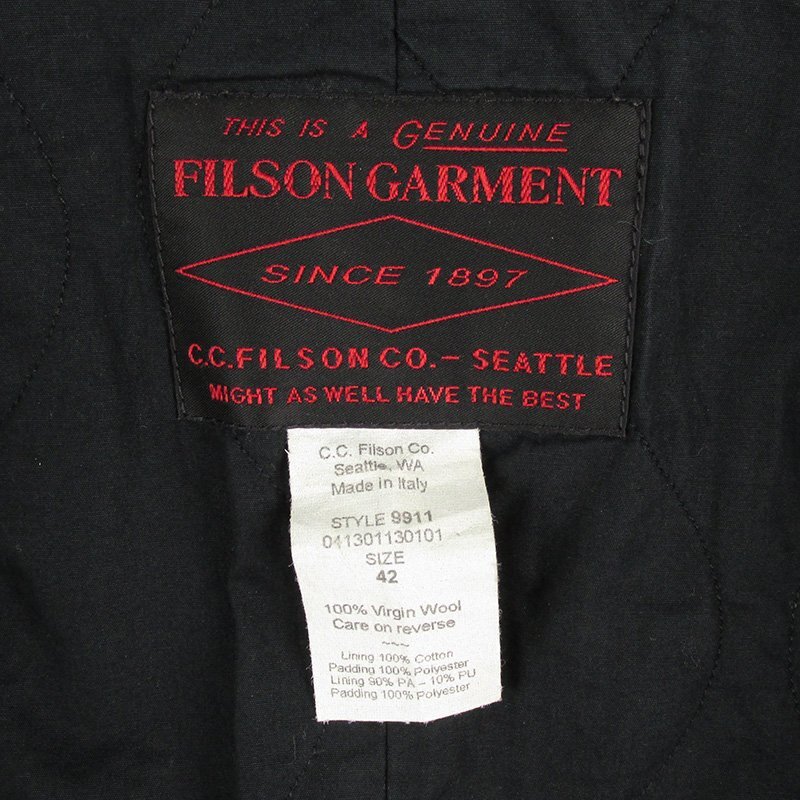 THIS IS A GENUINE
FILSON GARMENT
SINCE 1897
C.C.FILSON CO.– SEATTLE
MIGHT AS WELL HAVE THE BEST
C.C. Filson Co.
Seattle, WA
Made in Italy
STYLE 9911
041301130101
SIZE
42
100% Virgin Wool
Care on reverse
~~~
Lining 100% Cotton
Padding 100% Polyester
Lining 90% PA – 10% PU
Padding 100% Polyester